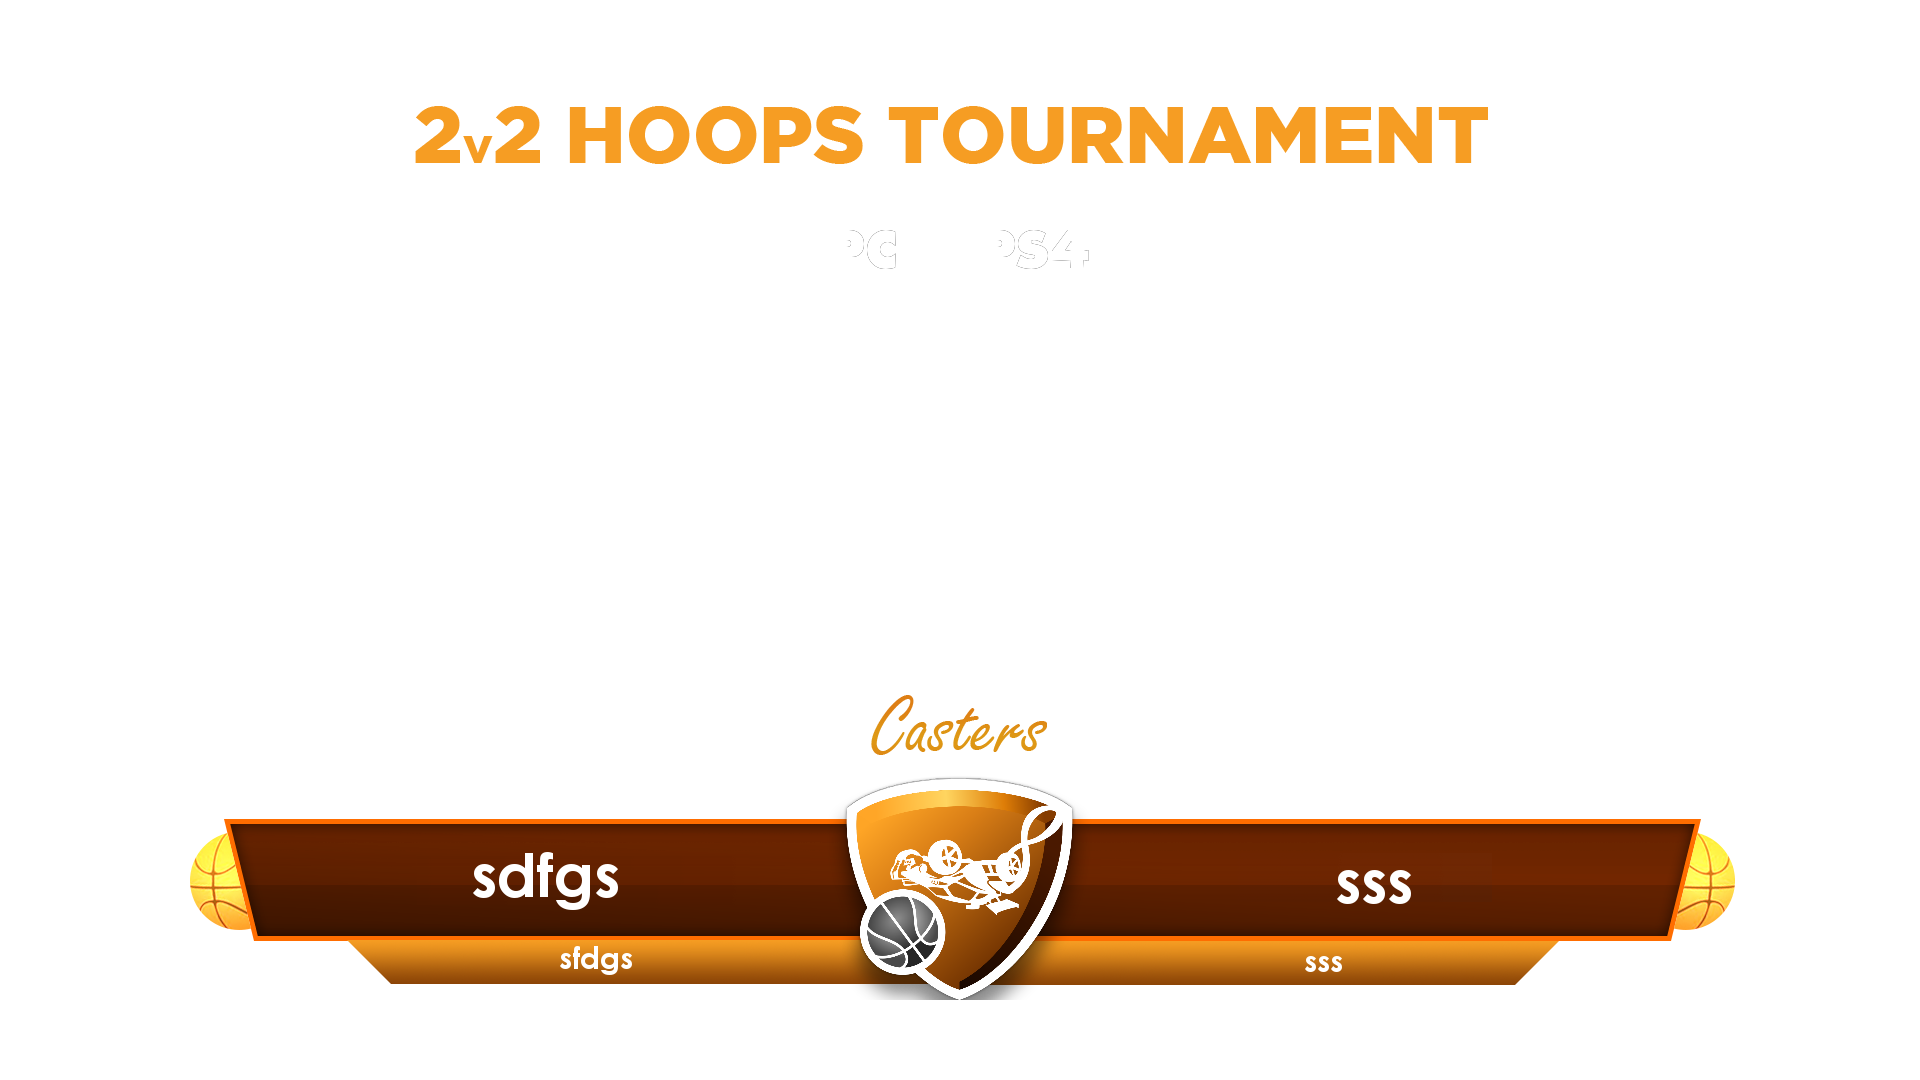 2v2 HOOPS TOURNAMENT
PC PS4
Casters
sdfgs
sss
sfdgs
sss